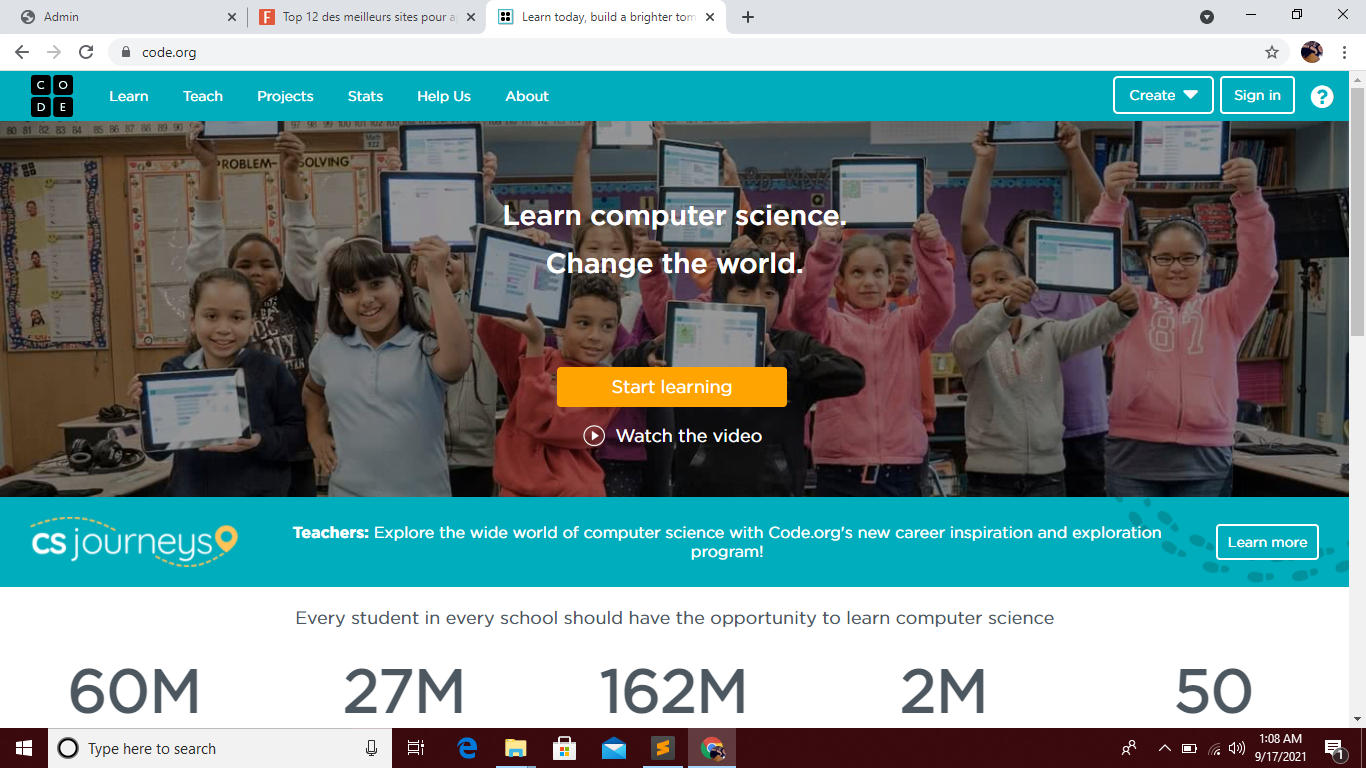 Admin
Top 12 des meilleurs sites pour a
Learn today, build a brighter tom
code.org
C O
D E
Learn
Teach
Projects
Stats
Help Us
About
Create
Sign in
?
PROBLEM-SOLVING
Learn computer science.
Change the world.
87
Start learning
Watch the video
cs journeys
Teachers: Explore the wide world of computer science with Code.org's new career inspiration and exploration
program!
Learn more
Every student in every school should have the opportunity to learn computer science
60M
27M
162M
2M
50
Type here to search
1:08 AM
9/17/2021
1